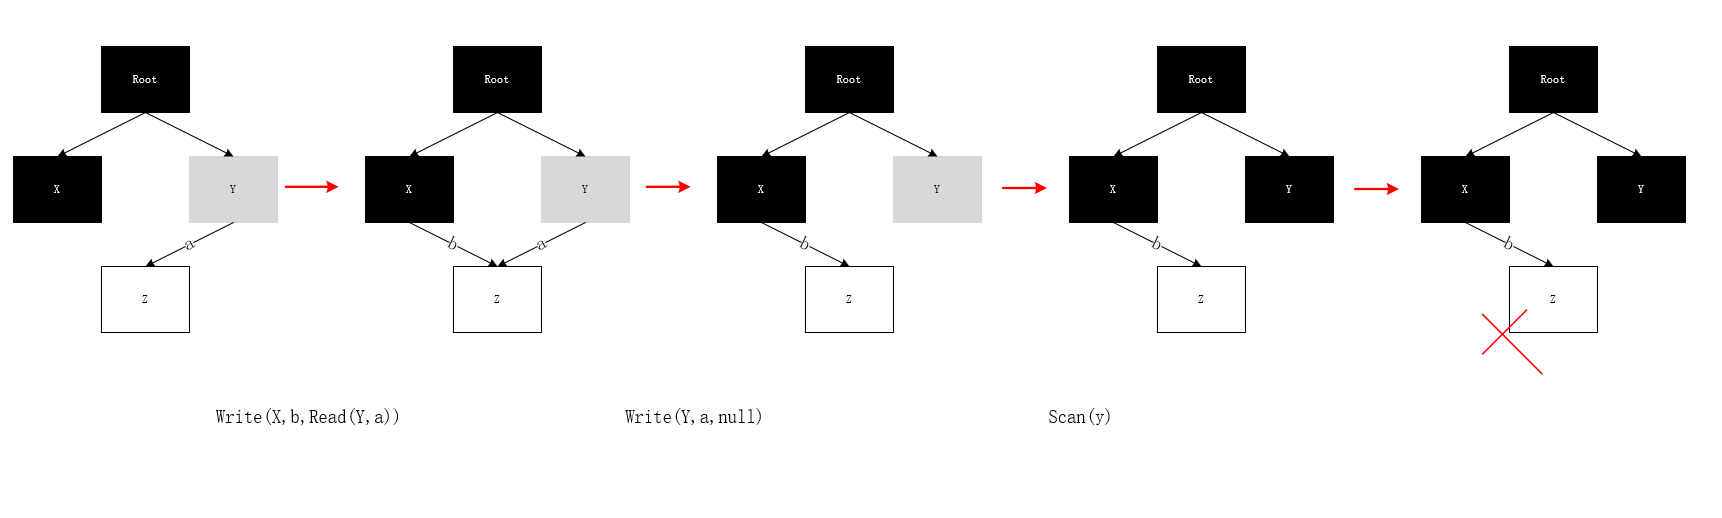 Root
Root
Root
Root
Root
X
Y
X
Y
X
Y
X
Y
X
Y
a
b
a
b
b
b
Z
Z
Z
Z
Z
Write(X,b,Read(Y,a))
Write(Y,a,null)
Scan(y)